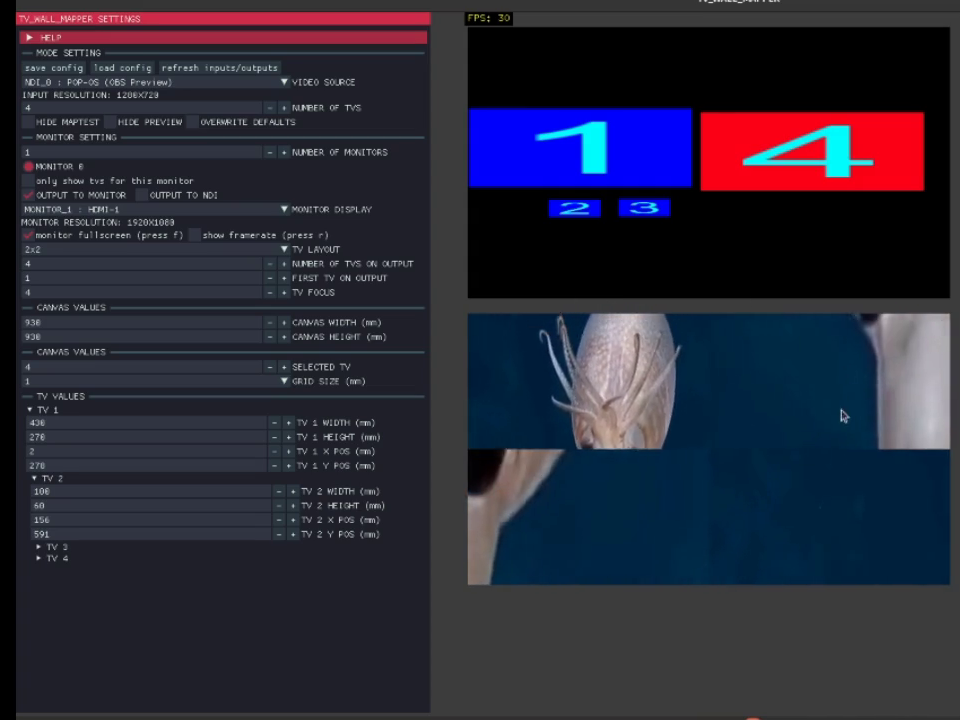 TV_WALL_MAPPER
TV_WALL_MAPPER SETTINGS
HELP
MODE SETTING
save config load config refresh inputs/outputs
NDI_0 : POP-OS (OBS Preview) VIDEO SOURCE
INPUT RESOLUTION: 1280X720
4 - + NUMBER OF TVS
HIDE MAPTEST HIDE PREVIEW OVERWRITE DEFAULTS
MONITOR SETTING
1 - + NUMBER OF MONITORS
MONITOR 0
only show tvs for this monitor
OUTPUT TO MONITOR OUTPUT TO NDI
MONITOR_1 : HDMI-1 MONITOR DISPLAY
MONITOR RESOLUTION: 1920X1080
monitor fullscreen (press f) show framerate (press r)
2x2 TV LAYOUT
4 - + NUMBER OF TVS ON OUTPUT
1 - + FIRST TV ON OUTPUT
4 - + TV FOCUS
CANVAS VALUES
930 - + CANVAS WIDTH (mm)
930 - + CANVAS HEIGHT (mm)
CANVAS VALUES
4 - + SELECTED TV
1 GRID SIZE (mm)
TV VALUES
TV 1
430 - + TV 1 WIDTH (mm)
270 - + TV 1 HEIGHT (mm)
2 - + TV 1 X POS (mm)
270 - + TV 1 Y POS (mm)
TV 2
100 - + TV 2 WIDTH (mm)
60 - + TV 2 HEIGHT (mm)
156 - + TV 2 X POS (mm)
591 - + TV 2 Y POS (mm)
TV 3
TV 4
FPS: 30
1 4
2 3